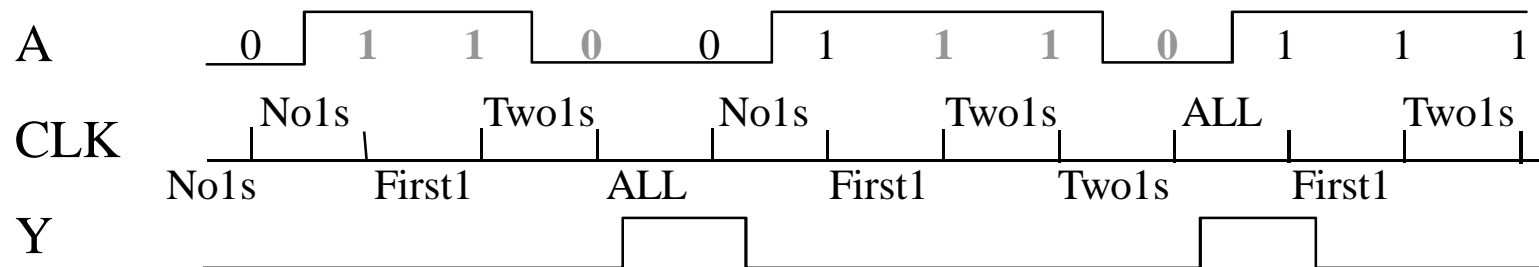 A 0 1 1 0 0 1 1 1 0 1 1 1
No1s Two1s No1s Two1s ALL Two1s
CLK
No1s First1 ALL First1 Two1s First1
Y